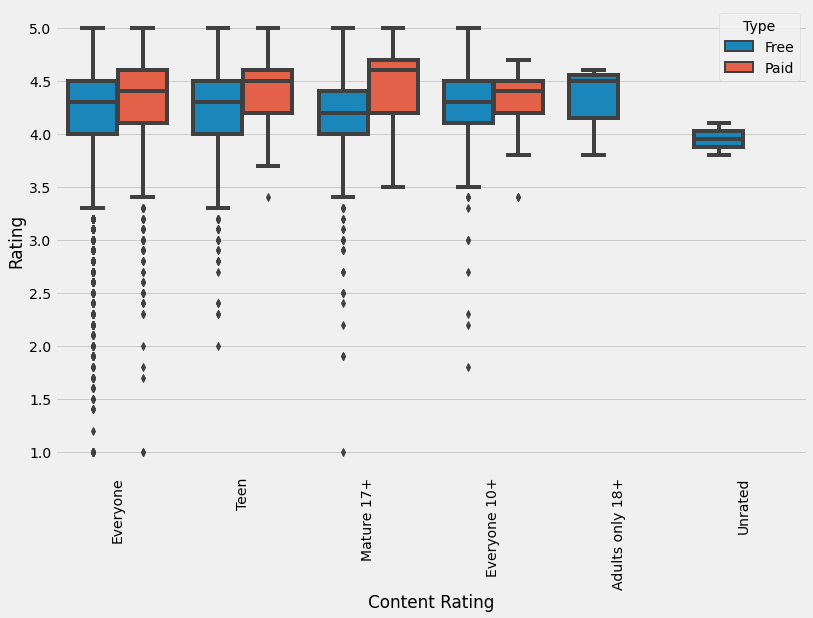 Type
Free
Paid
5.0
4.5
4.0
3.5
3.0
2.5
2.0
1.5
1.0
Rating
Everyone
Teen
Mature 17+
Everyone 10+
Adults only 18+
Unrated
Content Rating